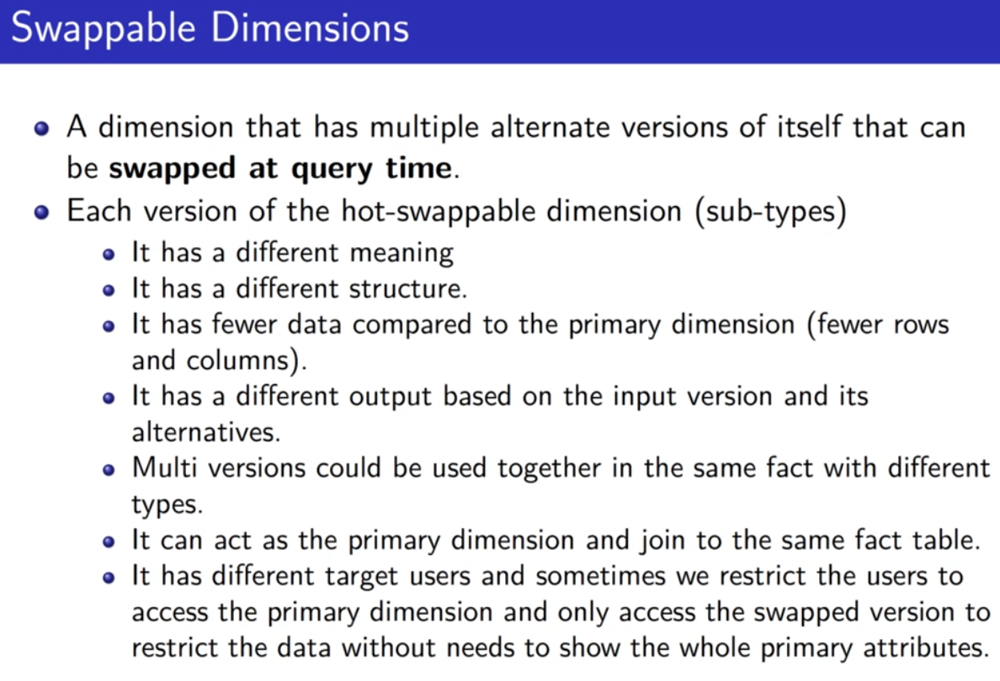 Swappable Dimensions
A dimension that has multiple alternate versions of itself that can
be swapped at query time.
Each version of the hot-swappable dimension (sub-types)
It has a different meaning
It has a different structure.
It has fewer data compared to the primary dimension (fewer rows
and columns).
It has a different output based on the input version and its
alternatives.
Multi versions could be used together in the same fact with different
types.
It can act as the primary dimension and join to the same fact table.
It has different target users and sometimes we restrict the users to
access the primary dimension and only access the swapped version to
restrict the data without needs to show the whole primary attributes.